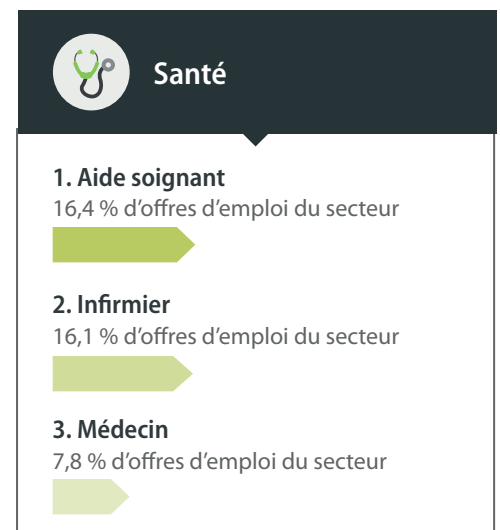 Santé
1. Aide soignant
16,4 % d’offres d’emploi du secteur
2. Infirmier
16,1 % d’offres d’emploi du secteur
3. Médecin
7,8 % d’offres d’emploi du secteur